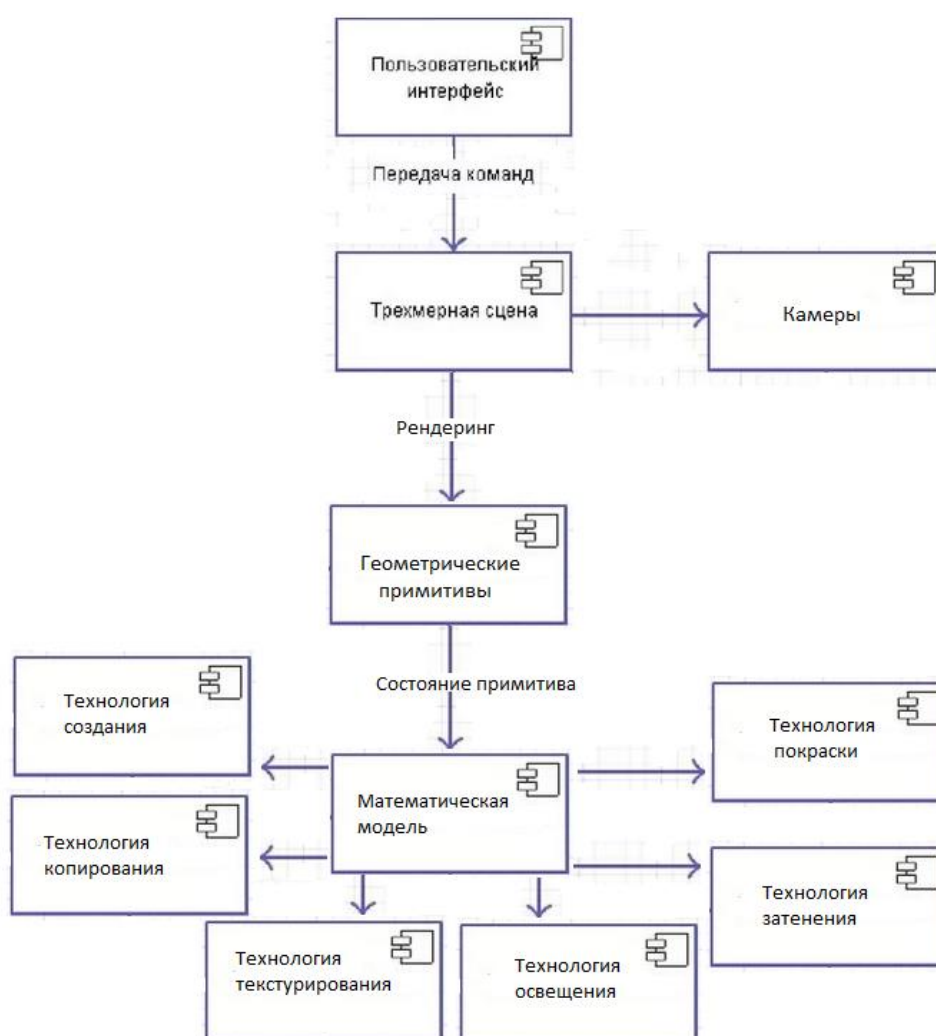 Пользовательский
интерфейс
Передача команд
Трехмерная сцена
Камеры
Рендеринг
Геометрические
примитивы
Состояние примитива
Технология
создания
Технология
покраски
Математическая
модель
Технология
копирования
Технология
затенения
Технология
текстурирования
Технология
освещения